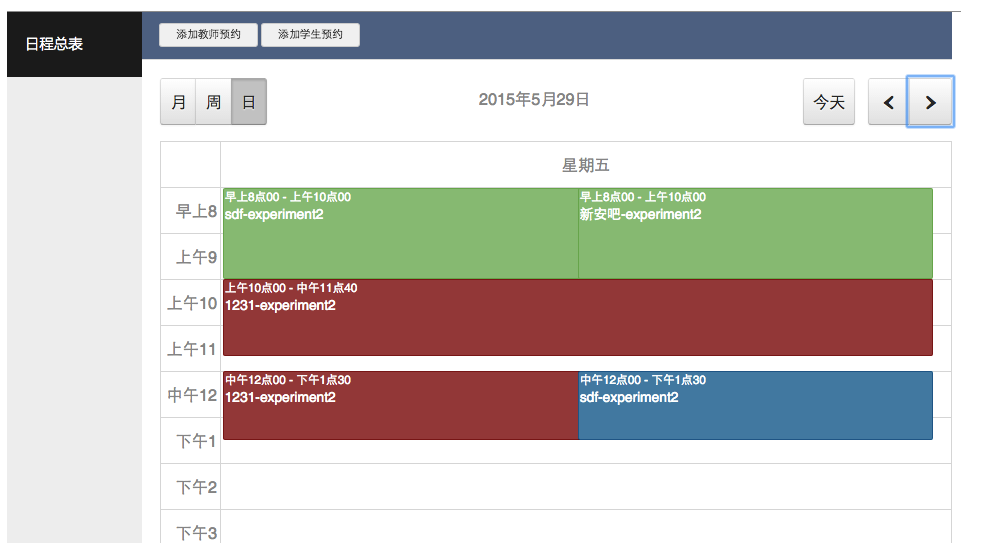 日程总表
添加教师预约 添加学生预约
月 周 日
2015年5月29日
今天
星期五
早上8
早上8点00 - 上午10点00
sdf-experiment2
早上8点00 - 上午10点00
新安吧-experiment2
上午9
上午10
上午10点00 - 中午11点40
1231-experiment2
上午11
中午12
中午12点00 - 下午1点30
1231-experiment2
中午12点00 - 下午1点30
sdf-experiment2
下午1
下午2
下午3